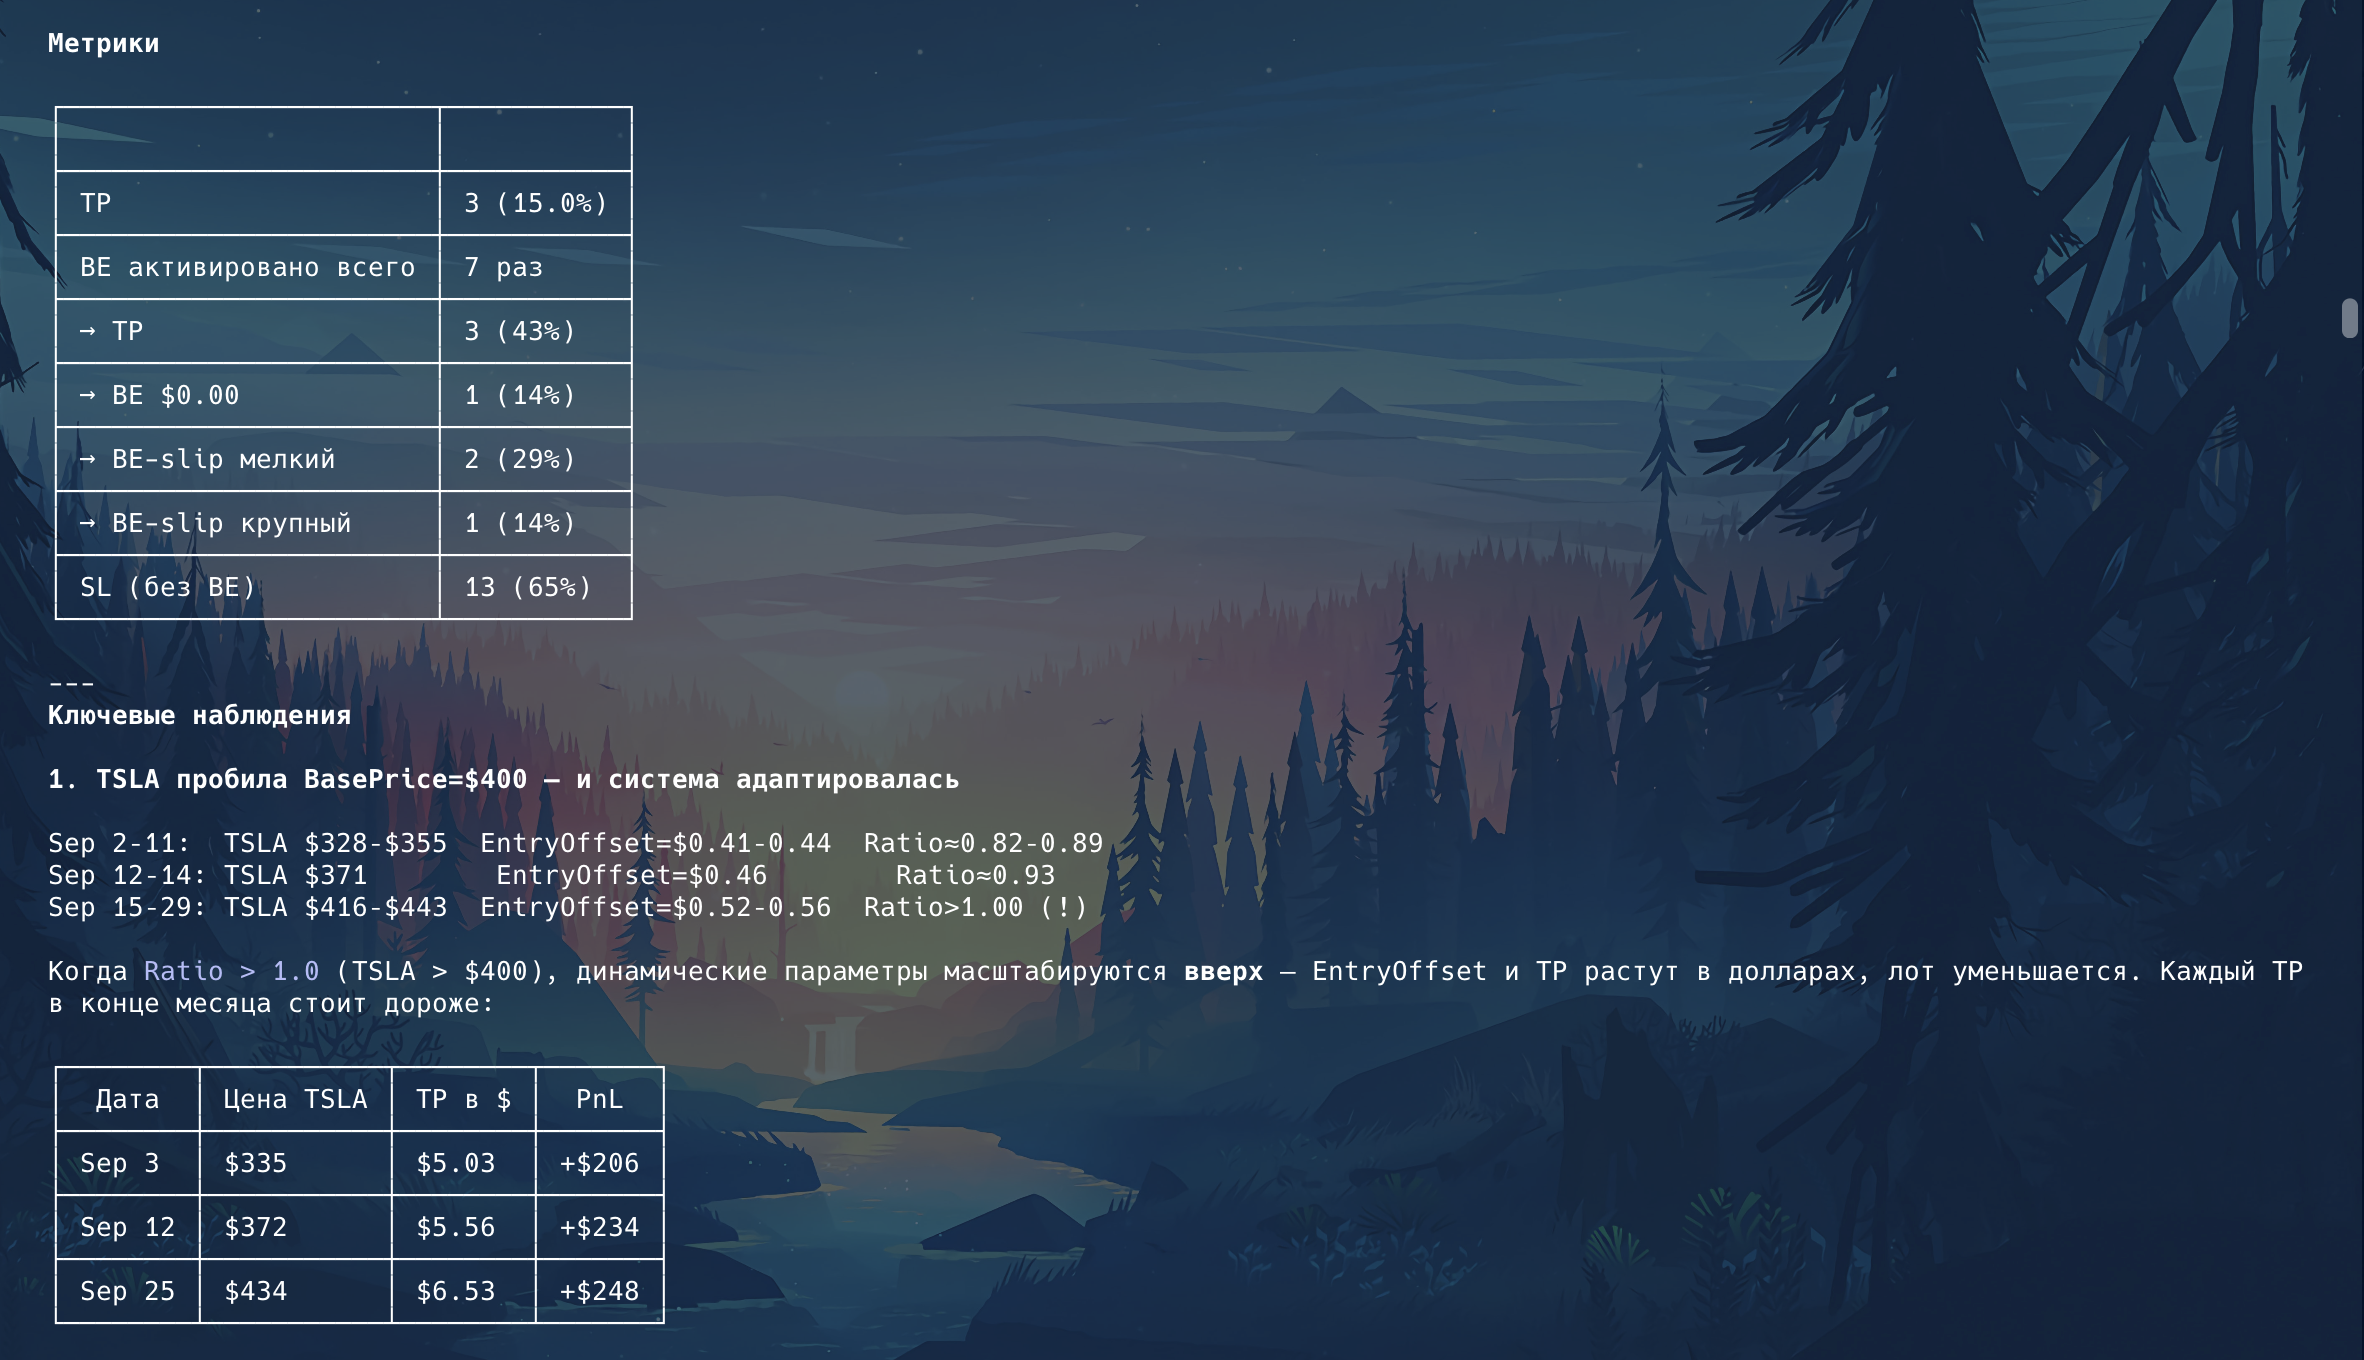 Метрики
TP 3 (15.0%)
BE активировано всего 7 раз
→ TP 3 (43%)
→ BE $0.00 1 (14%)
→ BE-slip мелкий 2 (29%)
→ BE-slip крупный 1 (14%)
SL (без BE) 13 (65%)
---
Ключевые наблюдения
1. TSLA пробила BasePrice=$400 — и система адаптировалась
Sep 2-11: TSLA $328-$355 EntryOffset=$0.41-0.44 Ratio≈0.82-0.89
Sep 12-14: TSLA $371 EntryOffset=$0.46 Ratio≈0.93
Sep 15-29: TSLA $416-$443 EntryOffset=$0.52-0.56 Ratio>1.00 (!)
Когда Ratio > 1.0 (TSLA > $400), динамические параметры масштабируются вверх — EntryOffset и TP растут в долларах, лот уменьшается. Каждый TP
в конце месяца стоит дороже:
Дата Цена TSLA TP в $ PnL
Sep 3 $335 $5.03 +$206
Sep 12 $372 $5.56 +$234
Sep 25 $434 $6.53 +$248